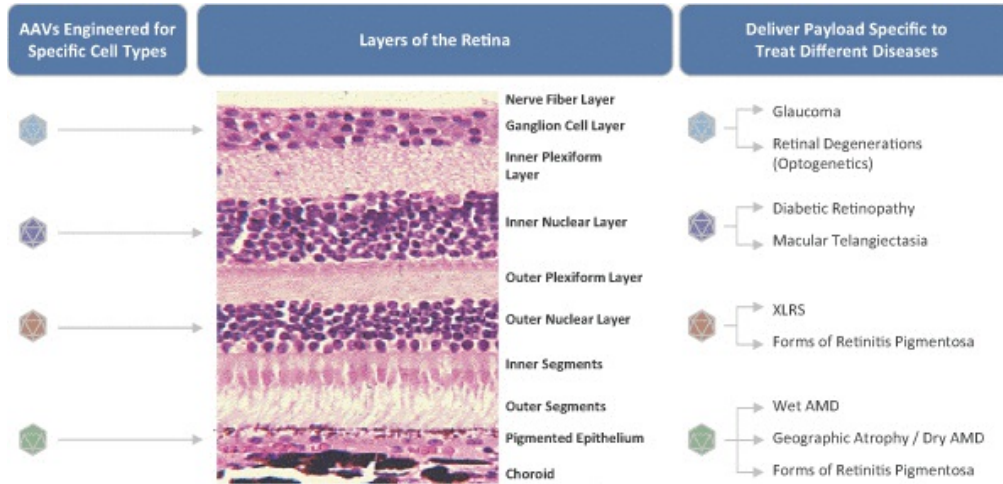 AAVs Engineered for
Specific Cell Types
Layers of the Retina
Deliver Payload Specific to
Treat Different Diseases
Nerve Fiber Layer
Ganglion Cell Layer
Inner Plexiform
Layer
Inner Nuclear Layer
Outer Plexiform Layer
Outer Nuclear Layer
Inner Segments
Outer Segments
Pigmented Epithelium
Choroid
Glaucoma
Retinal Degenerations
(Optogenetics)
Diabetic Retinopathy
Macular Telangiectasia
XLRS
Forms of Retinitis Pigmentosa
Wet AMD
Geographic Atrophy / Dry AMD
Forms of Retinitis Pigmentosa